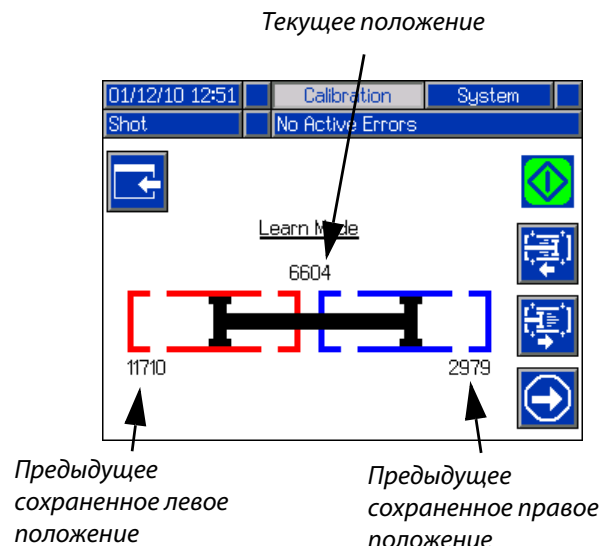 Текущее положение
01/12/10 12:51 Calibration System
Shot No Active Errors
Learn Mode
6604
11710 2979
Предыдущее
сохраненное левое
положение
Предыдущее
сохраненное правое
положение